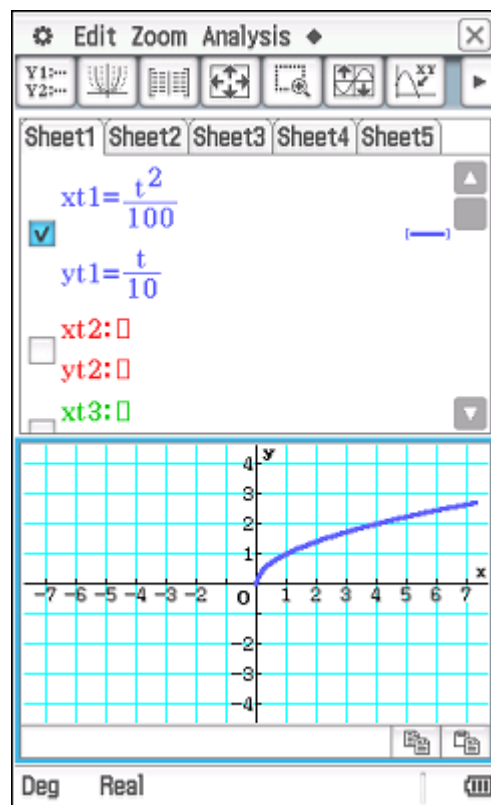 Edit Zoom Analysis ◆
Y1:···
Y2:···
XY
Sheet1 Sheet2 Sheet3 Sheet4 Sheet5
xt1=t^2/100
yt1=t/10
xt2:▯
yt2:▯
xt3:▯
y
4
3
2
1
x
-7 -6 -5 -4 -3 -2 0 1 2 3 4 5 6 7
-2
-3
-4
Deg Real